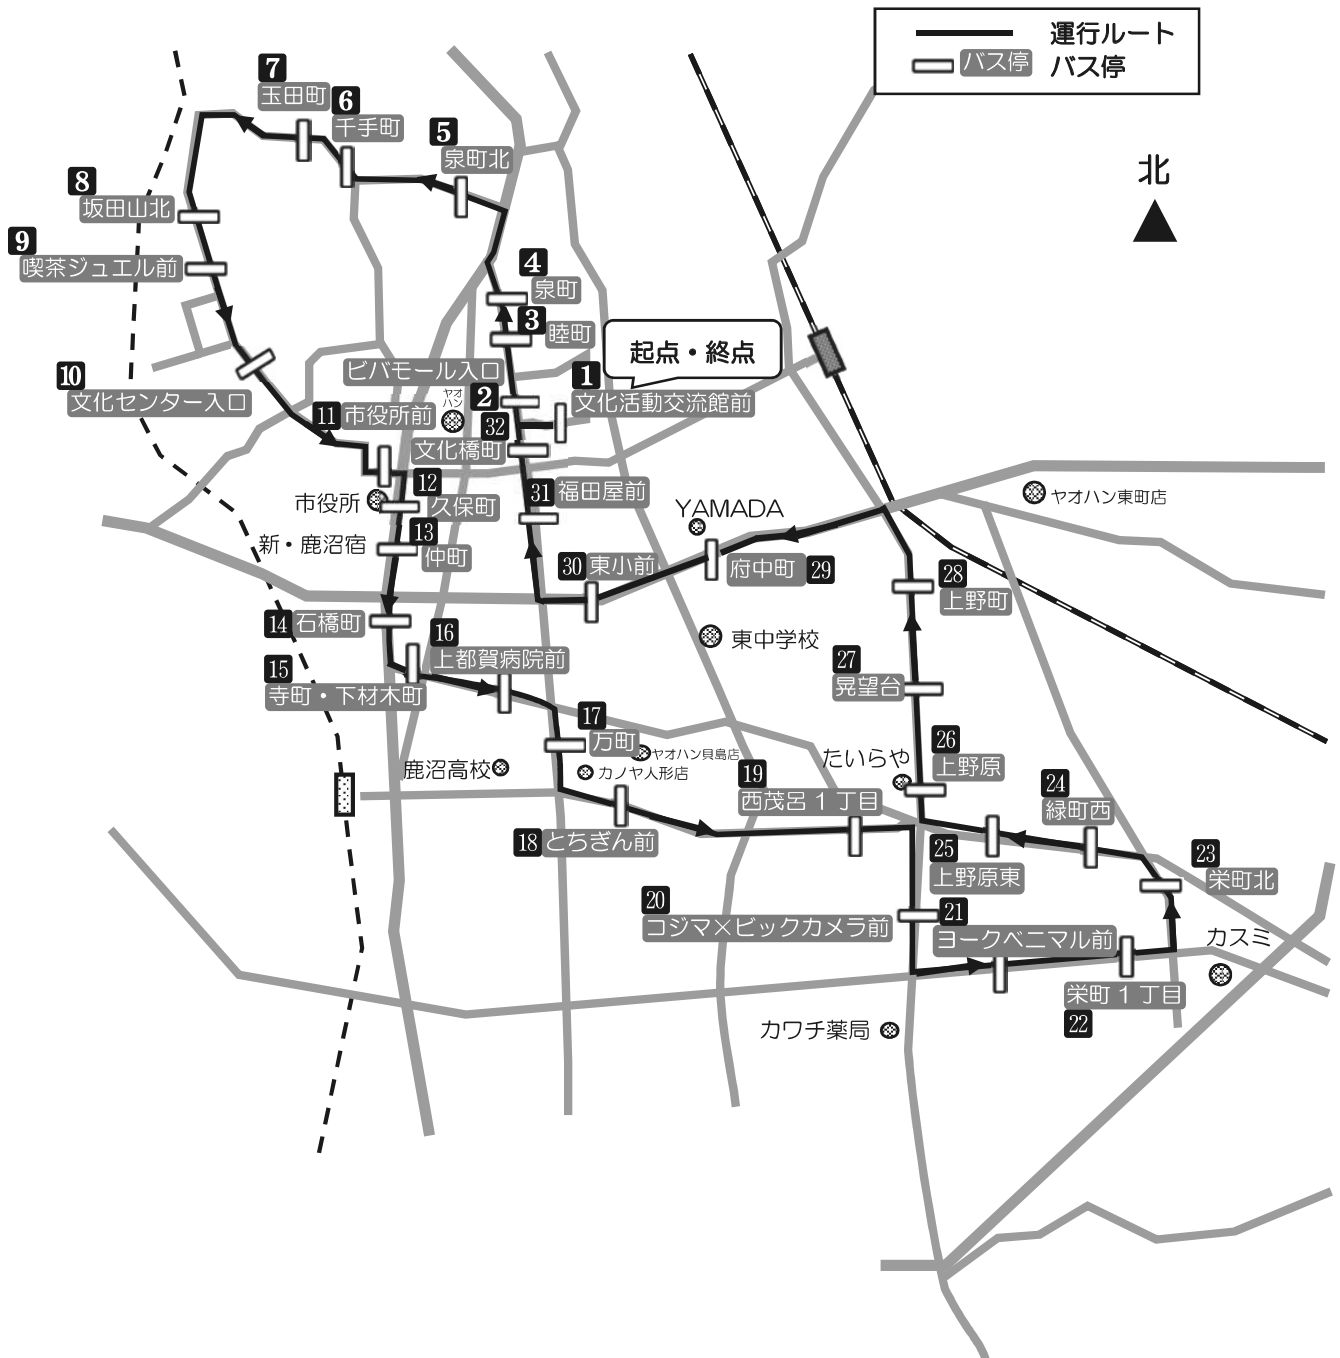 運行ルート
バス停
バス停
北
7
玉田町
6
千手町
5
泉町北
8
坂田山北
9
喫茶ジュエル前
4
泉町
3
睦町
起点・終点
ビバモール入口
2
1
文化活動交流館前
10
文化センター入口
11
市役所前
ヤオ
ハン
32
文化橋町
12
久保町
市役所
31
福田屋前
YAMADA
ヤオハン東町店
13
仲町
新・鹿沼宿
30
東小前
府中町
29
28
上野町
14
石橋町
16
上都賀病院前
東中学校
15
寺町・下材木町
27
晃望台
17
万町
ヤオハン貝島店
カノヤ人形店
鹿沼高校
たいらや
26
上野原
19
西茂呂1丁目
24
緑町西
18
とちぎん前
25
上野原東
23
栄町北
20
コジマ×ビックカメラ前
21
ヨークベニマル前
カスミ
栄町1丁目
22
カワチ薬局